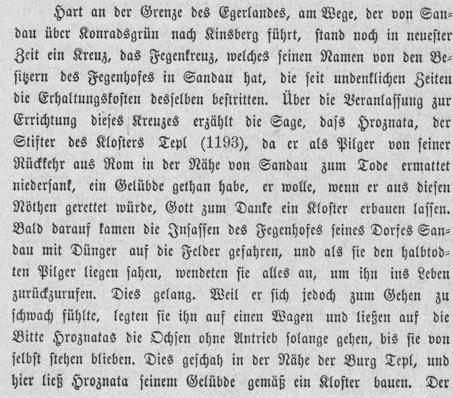 Hart an der Grenze des Egerlandes, am Wege, der von San-
dau über Konradsgrün nach Kinsberg führt, stand noch in neuester
Zeit ein Kreuz, das Fegenkreuz, welches seinen Namen von den Be-
sitzern des Fegenhofes in Sandau hat, die seit undenklichen Zeiten
die Erhaltungskosten desselben bestritten. Über die Veranlassung zur
Errichtung dieses Kreuzes erzählt die Sage, dass Hroznata, der
Stifter des Klosters Tepl (1193), da er als Pilger von seiner
Rückkehr aus Rom in der Nähe von Sandau zum Tode ermattet
niedersank, ein Gelübde gethan habe, er wolle, wenn er aus diesen
Nöthen gerettet würde, Gott zum Danke ein Kloster erbauen lassen.
Bald darauf kamen die Insassen des Fegenhofes seines Dorfes San-
dau mit Dünger auf die Felder gefahren, und als sie den halbtod-
ten Pilger liegen sahen, wendeten sie alles an, um ihn ins Leben
zurückzurufen. Dies gelang. Weil er sich jedoch zum Gehen zu
schwach fühlte, legten sie ihn auf einen Wagen und ließen auf die
Bitte Hroznatas die Ochsen ohne Antrieb solange gehen, bis sie von
selbst stehen blieben. Dies geschah in der Nähe der Burg Tepl, und
hier ließ Hroznata seinem Gelübde gemäß ein Kloster bauen. Der